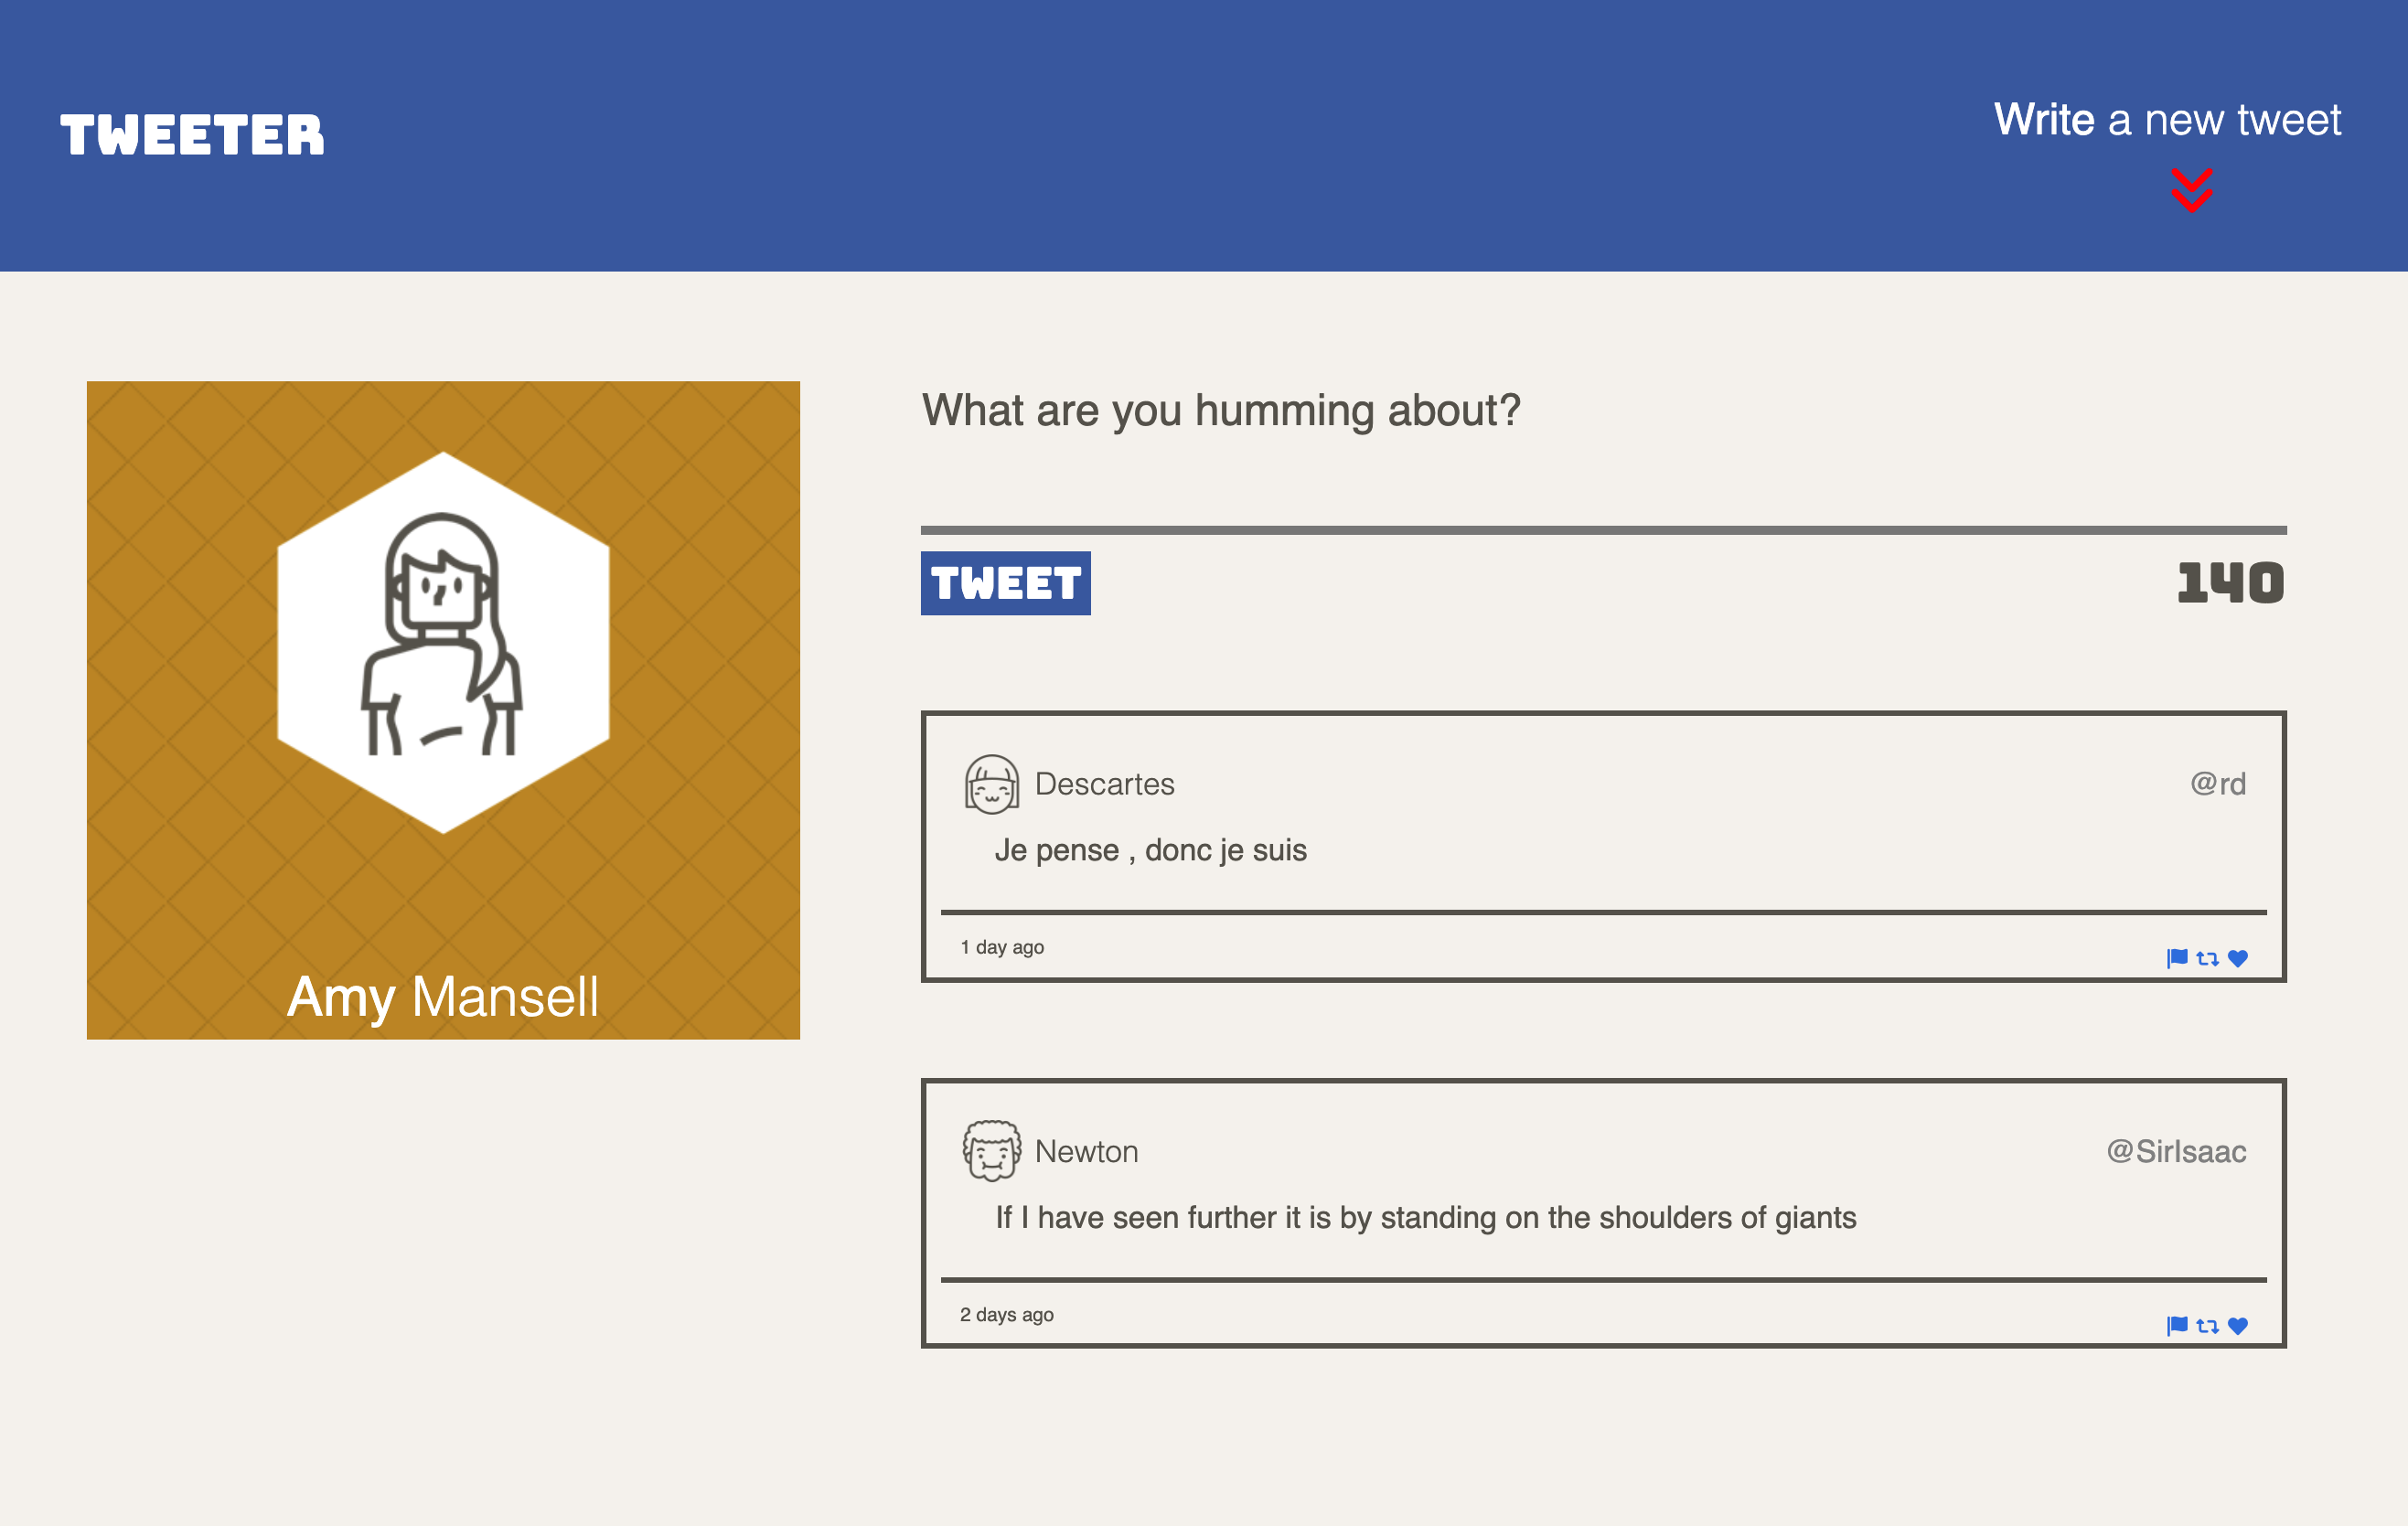 TWEETER
Write a new tweet
Amy Mansell
What are you humming about?
TWEET
140
Descartes
@rd
Je pense , donc je suis
1 day ago
Newton
@SirIsaac
If I have seen further it is by standing on the shoulders of giants
2 days ago